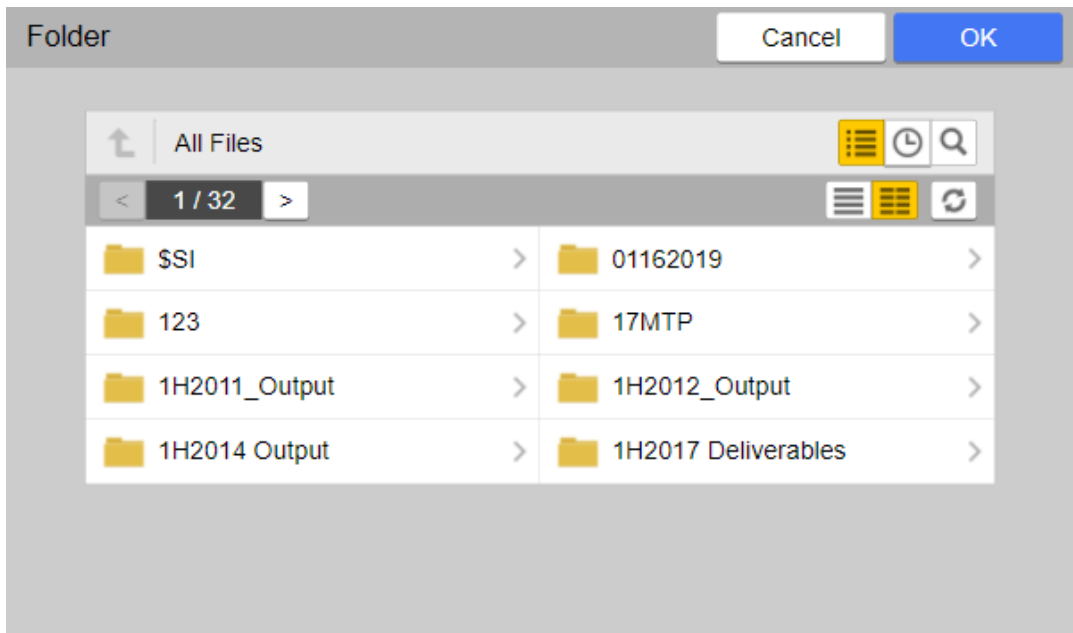 Folder Cancel OK
All Files
< 1 / 32 >
$SI 01162019
123 17MTP
1H2011_Output 1H2012_Output
1H2014 Output 1H2017 Deliverables